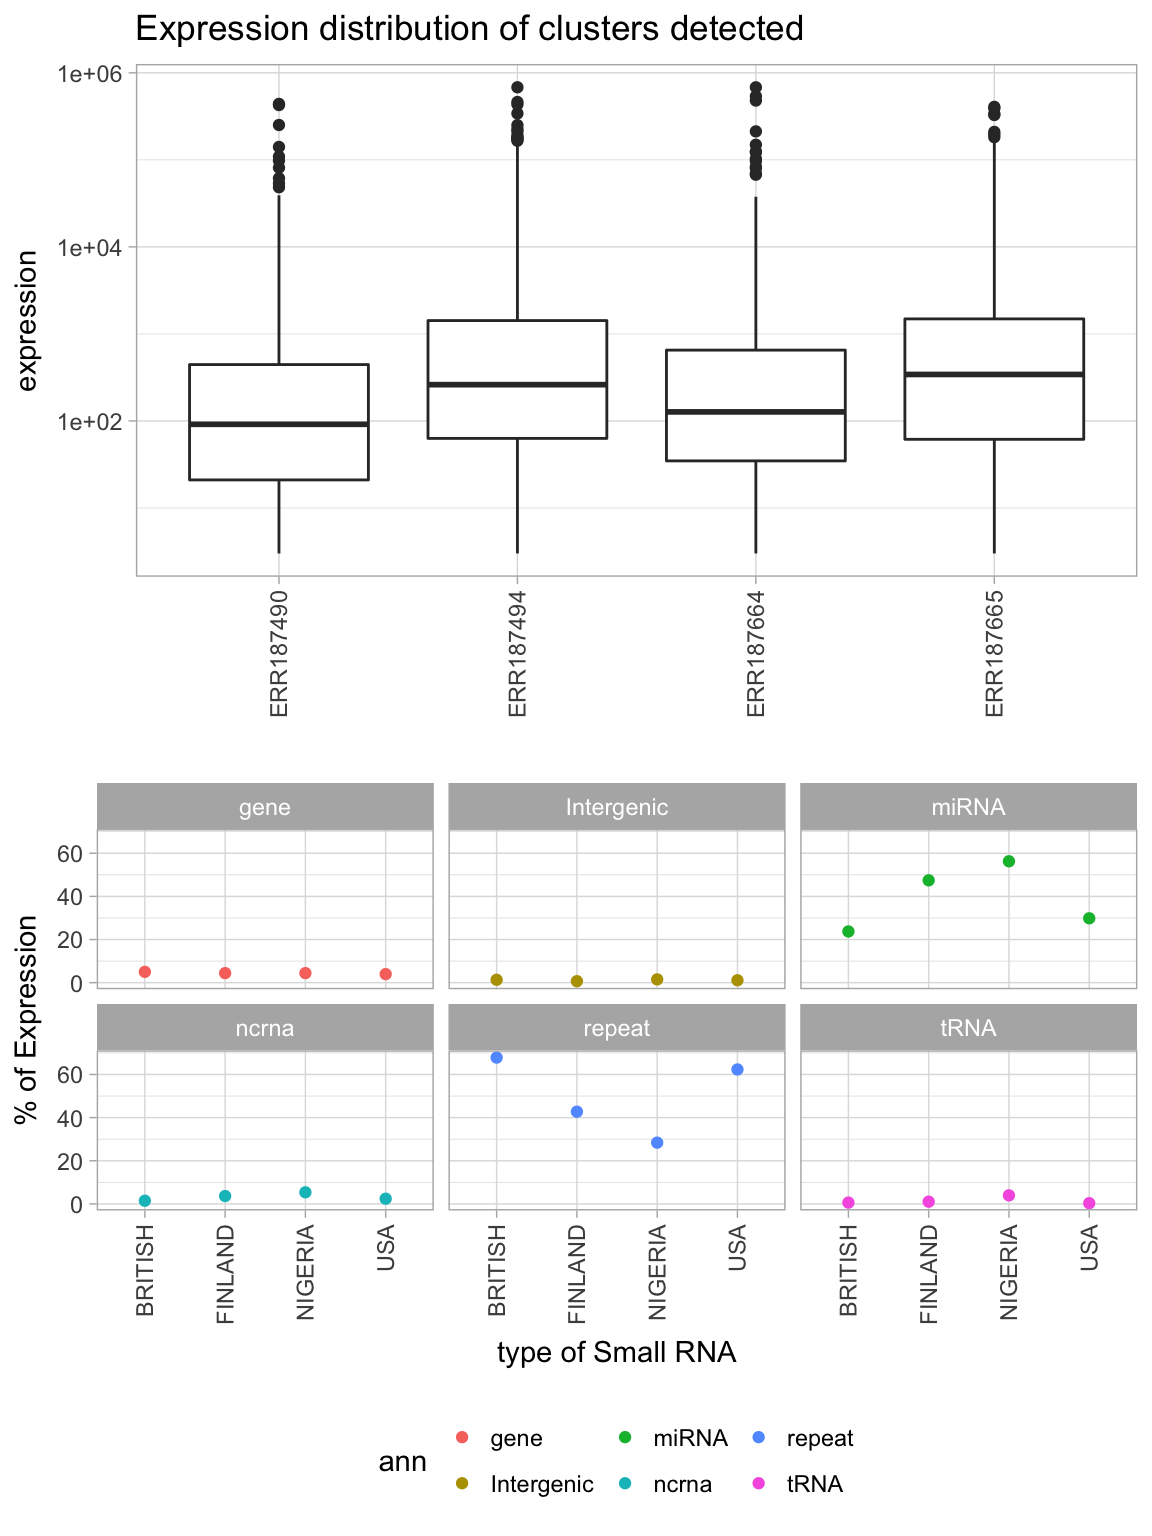 Expression distribution of clusters detected
expression
1e+06
1e+04
1e+02
ERR187490 ERR187494 ERR187664 ERR187665
% of Expression
gene Intergenic miRNA
60
40
20
0
ncrna repeat tRNA
60
40
20
0
BRITISH FINLAND NIGERIA USA BRITISH FINLAND NIGERIA USA BRITISH FINLAND NIGERIA USA
type of Small RNA
ann
gene miRNA repeat
Intergenic ncrna tRNA